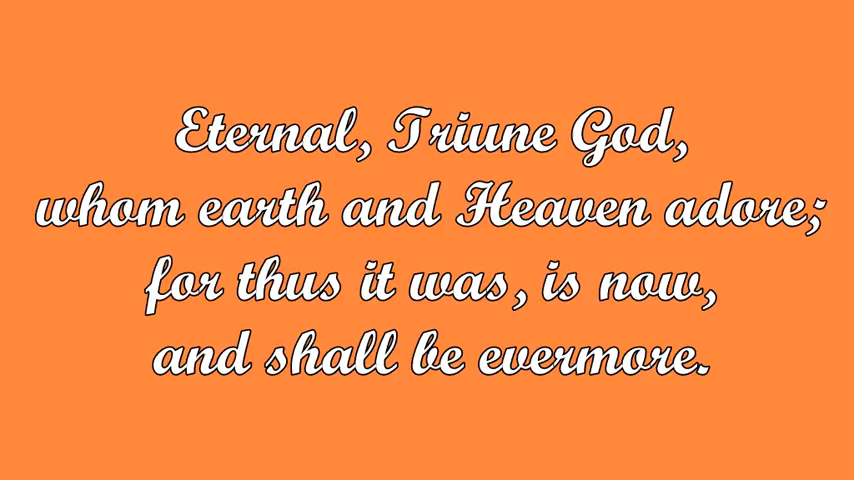 Eternal, Triune God,
whom earth and Heaven adore;
for thus it was, is now,
and shall be evermore.